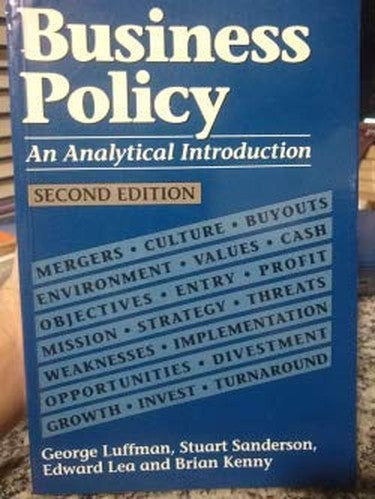 Business
Policy
An Analytical Introduction
SECOND EDITION
MERGERS • CULTURE • BUYOUTS
ENVIRONMENT • VALUES • CASH
OBJECTIVES • ENTRY • PROFIT
MISSION • STRATEGY • THREATS
WEAKNESSES • IMPLEMENTATION
OPPORTUNITIES • DIVESTMENT
GROWTH • INVEST • TURNAROUND
George Luffman, Stuart Sanderson,
Edward Lea and Brian Kenny